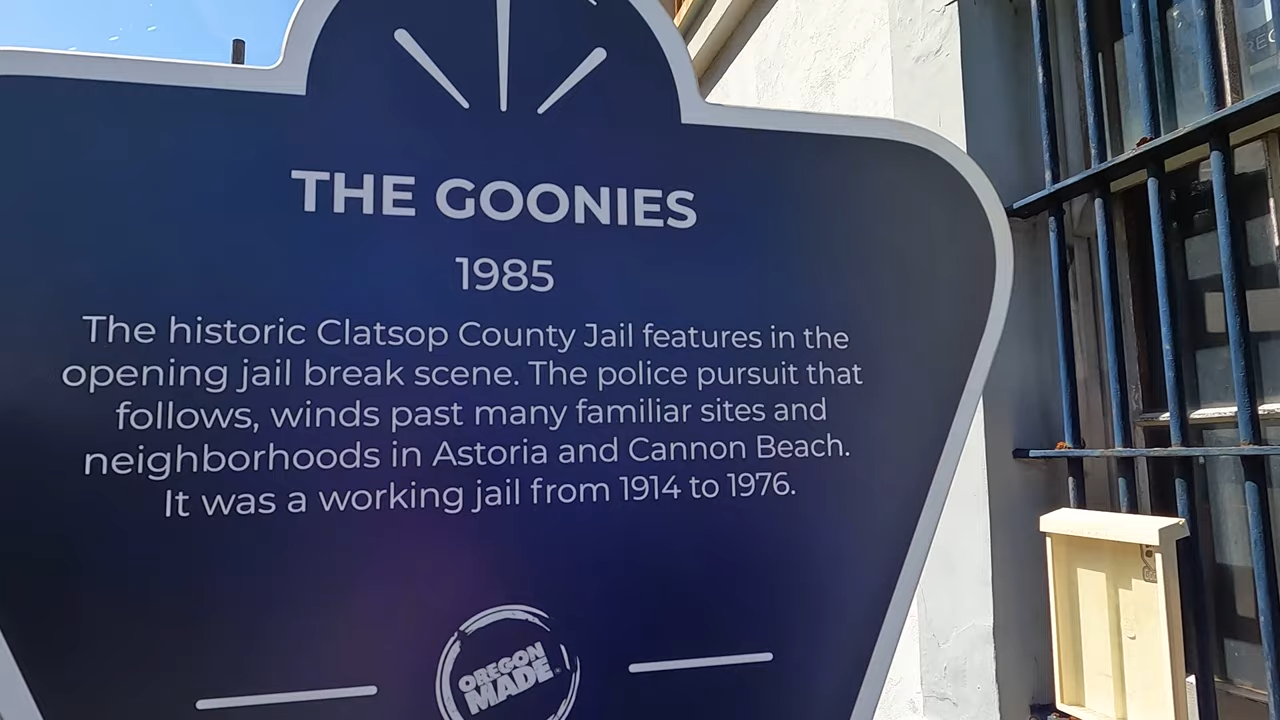 THE GOONIES
1985
The historic Clatsop County Jail features in the
opening jail break scene. The police pursuit that
follows, winds past many familiar sites and
neighborhoods in Astoria and Cannon Beach.
It was a working jail from 1914 to 1976.
OREGON
MADE